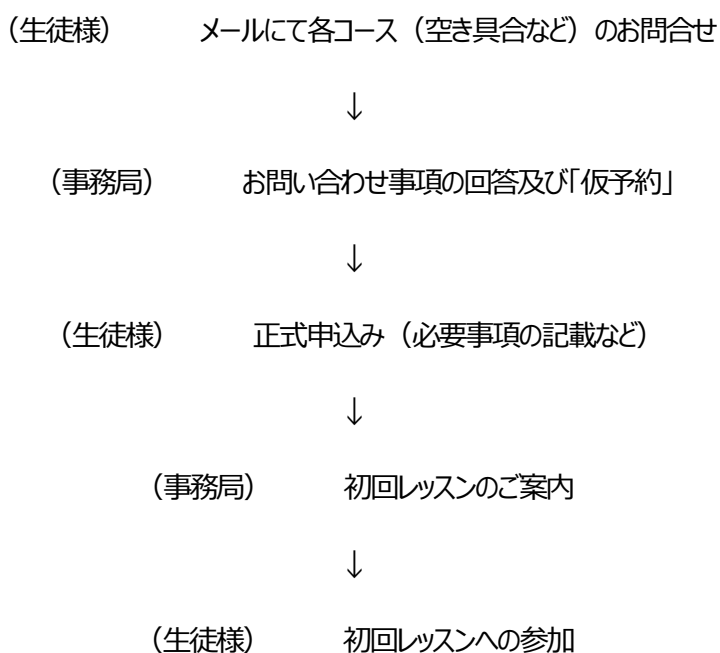 （生徒様）　　メールにて各コース（空き具合など）のお問合せ
↓
（事務局）　　お問い合わせ事項の回答及び「仮予約」
↓
（生徒様）　　正式申込み（必要事項の記載など）
↓
（事務局）　　初回レッスンのご案内
↓
（生徒様）　　初回レッスンへの参加